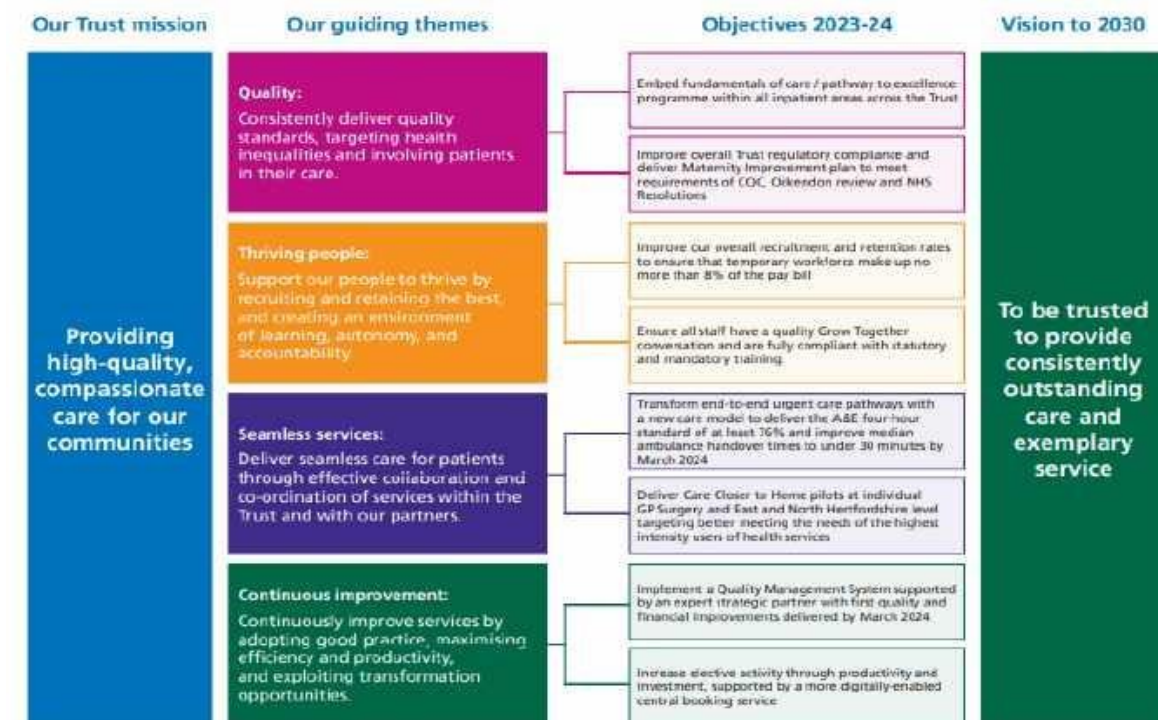 Our Trust mission
Our guiding themes
Objectives 2023-24
Vision to 2030
Providing
high-quality,
compassionate
care for our
communities
Quality:
Consistently deliver quality
standards, targeting health
inequalities and involving patients
in their care.
Embed fundamentals of care / pathway to excellence
programme within all inpatient areas across the Trust
Improve overall Trust regulatory compliance and
deliver Maternity Improvement plan to meet
requirements of CQC, Ockendon review and NHS
Resolutions
Thriving people:
Support our people to thrive by
recruiting and retaining the best,
and creating an environment
of learning, autonomy, and
accountability.
Improve our overall recruitment and retention rates
to ensure that temporary workforce make up no
more than 8% of the pay bill
Ensure all staff have a quality Grow Together
conversation and are fully compliant with statutory
and mandatory training.
Seamless services:
Deliver seamless care for patients
through effective collaboration and
co-ordination of services within the
Trust and with our partners.
Transform end-to-end urgent care pathways with
a new care model to deliver the A&E four-hour
standard of at least 76% and improve median
ambulance handover times to under 30 minutes by
March 2024
Deliver Care Closer to Home pilots at individual
GP Surgery and East and North Hertfordshire level
targeting better meeting the needs of the highest
intensity users of health services
Continuous improvement:
Continuously improve services by
adopting good practice, maximising
efficiency and productivity,
and exploiting transformation
opportunities.
Implement a Quality Management System supported
by an expert strategic partner with first quality and
financial improvements delivered by March 2024
Increase elective activity through productivity and
investment, supported by a more digitally-enabled
central booking service
To be trusted
to provide
consistently
outstanding
care and
exemplary
service